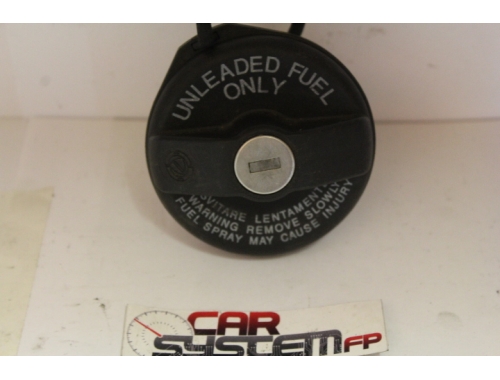 UNLEADED FUEL
ONLY
SVITARE LENTAMENTE
WARNING REMOVE SLOWLY
FUEL SPRAY MAY CAUSE INJURY
CAR
SYSTEM FP